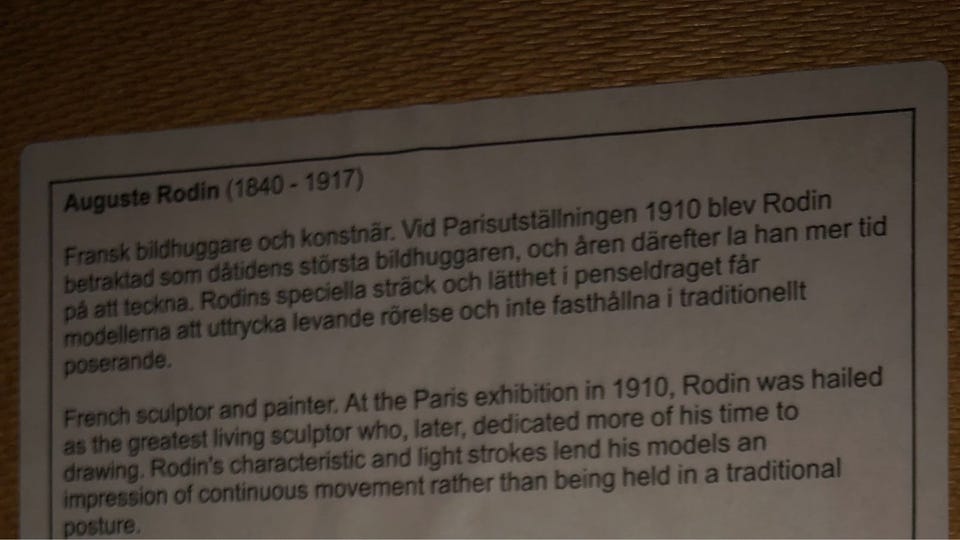 Auguste Rodin (1840 - 1917)
Fransk bildhuggare och konstnär. Vid Parisutställningen 1910 blev Rodin
betraktad som dåtidens största bildhuggaren, och åren därefter la han mer tid
på att teckna. Rodins speciella sträck och lätthet i penseldraget får
modellerna att uttrycka levande rörelse och inte fasthållna i traditionellt
poserande.
French sculptor and painter. At the Paris exhibition in 1910, Rodin was hailed
as the greatest living sculptor who, later, dedicated more of his time to
drawing. Rodin's characteristic and light strokes lend his models an
impression of continuous movement rather than being held in a traditional
posture.